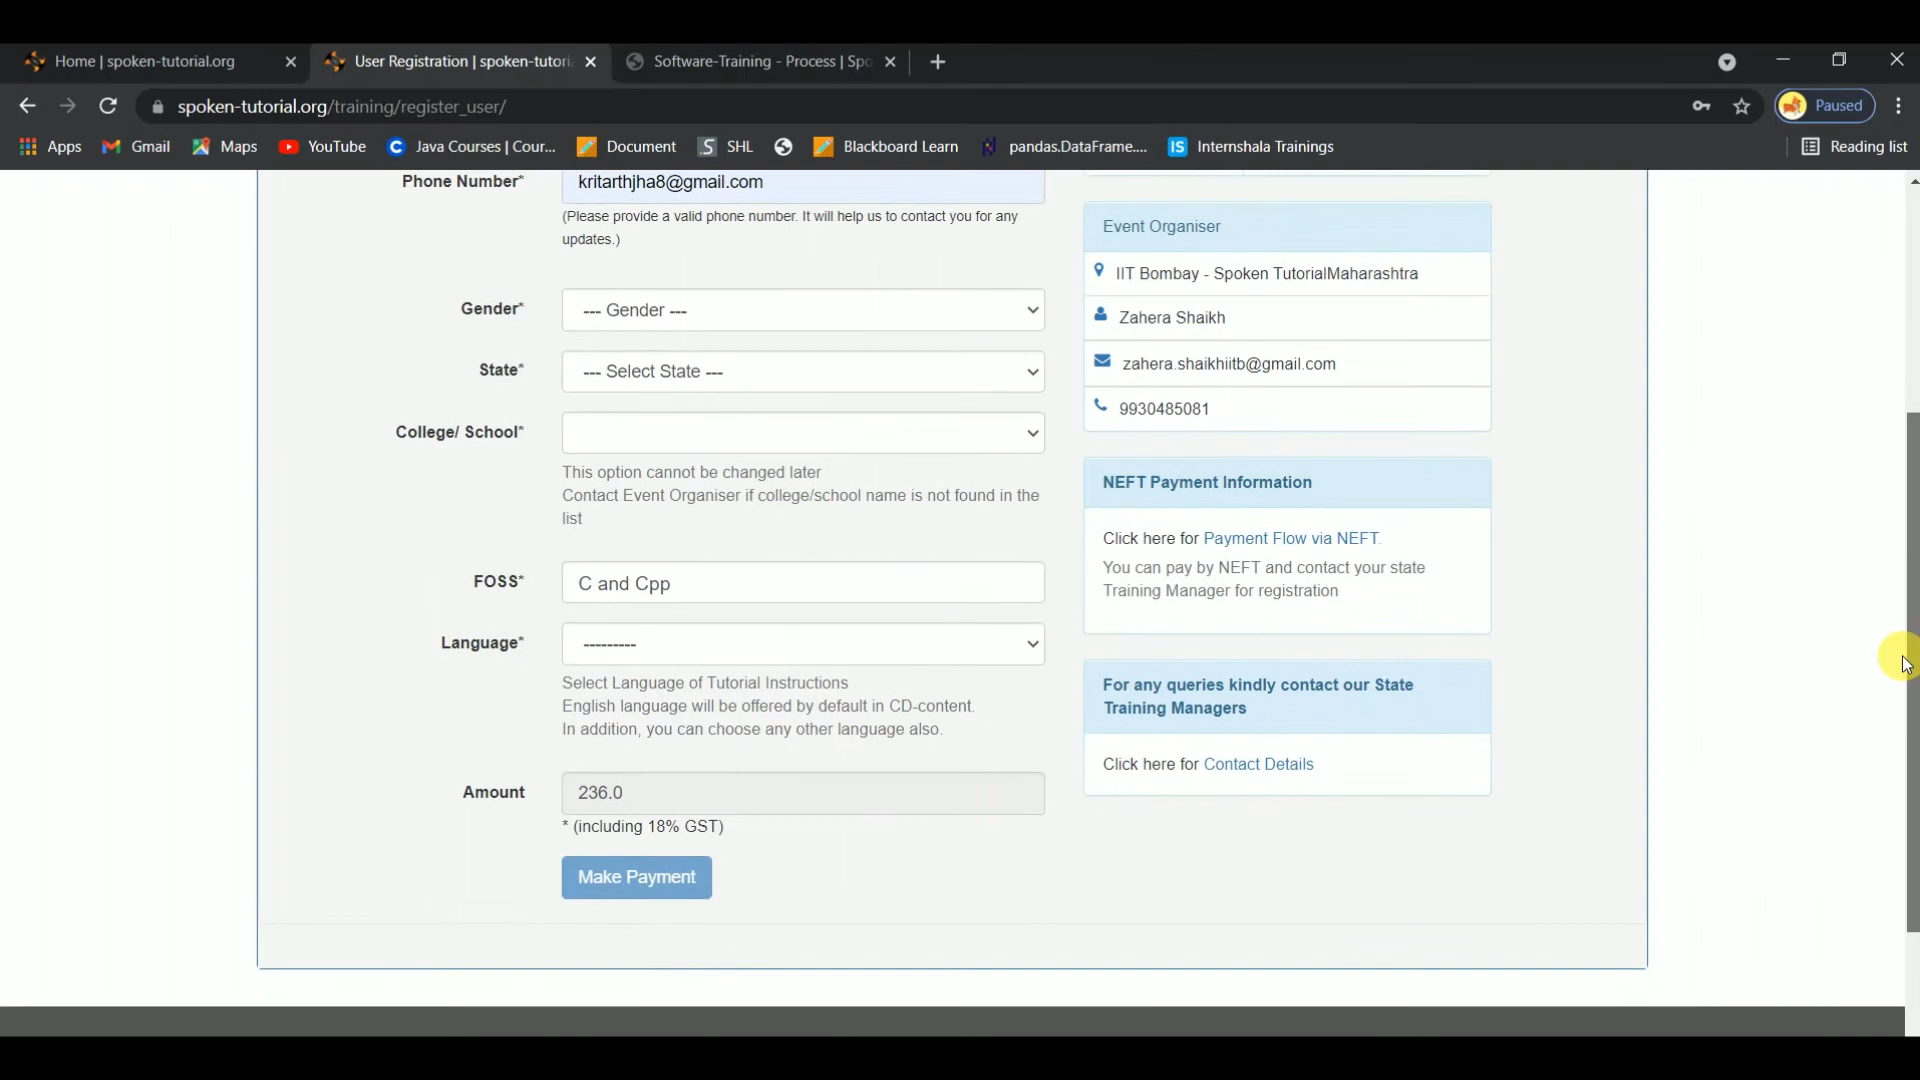 Home | spoken-tutorial.org
User Registration | spoken-tutori
Software-Training - Process | Spo
spoken-tutorial.org/training/register_user/
Paused
Apps
Gmail
Maps
YouTube
Java Courses | Cour...
Document
SHL
Blackboard Learn
pandas.DataFrame....
IS
Internshala Trainings
Reading list
Phone Number*
kritarthjha8@gmail.com
(Please provide a valid phone number. It will help us to contact you for any
updates.)
Gender*
--- Gender ---
State*
--- Select State ---
College/ School*
This option cannot be changed later
Contact Event Organiser if college/school name is not found in the
list
FOSS*
C and Cpp
Language*
---------
Select Language of Tutorial Instructions
English language will be offered by default in CD-content.
In addition, you can choose any other language also.
Amount
236.0
* (including 18% GST)
Make Payment
Event Organiser
IIT Bombay - Spoken TutorialMaharashtra
Zahera Shaikh
zahera.shaikhiitb@gmail.com
9930485081
NEFT Payment Information
Click here for Payment Flow via NEFT.
You can pay by NEFT and contact your state
Training Manager for registration
For any queries kindly contact our State
Training Managers
Click here for Contact Details